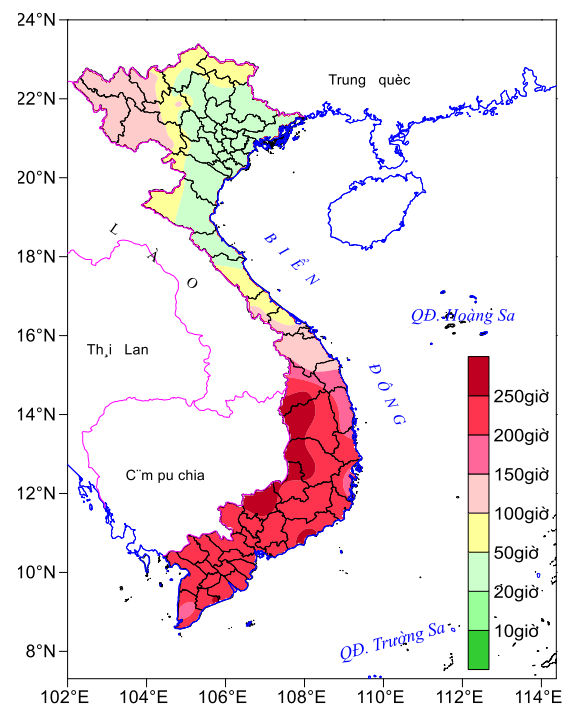 24°N
Trung quèc
22°N
20°N
BIỂN
18°N
LÀO
QĐ. Hoàng Sa
16°N
Th¸i Lan
ĐÔNG
250giờ
14°N
200giờ
150giờ
C¨m pu chia
100giờ
12°N
50giờ
10°N
20giờ
10giờ
QĐ. Trường Sa
8°N
102°E 104°E 106°E 108°E 110°E 112°E 114°E